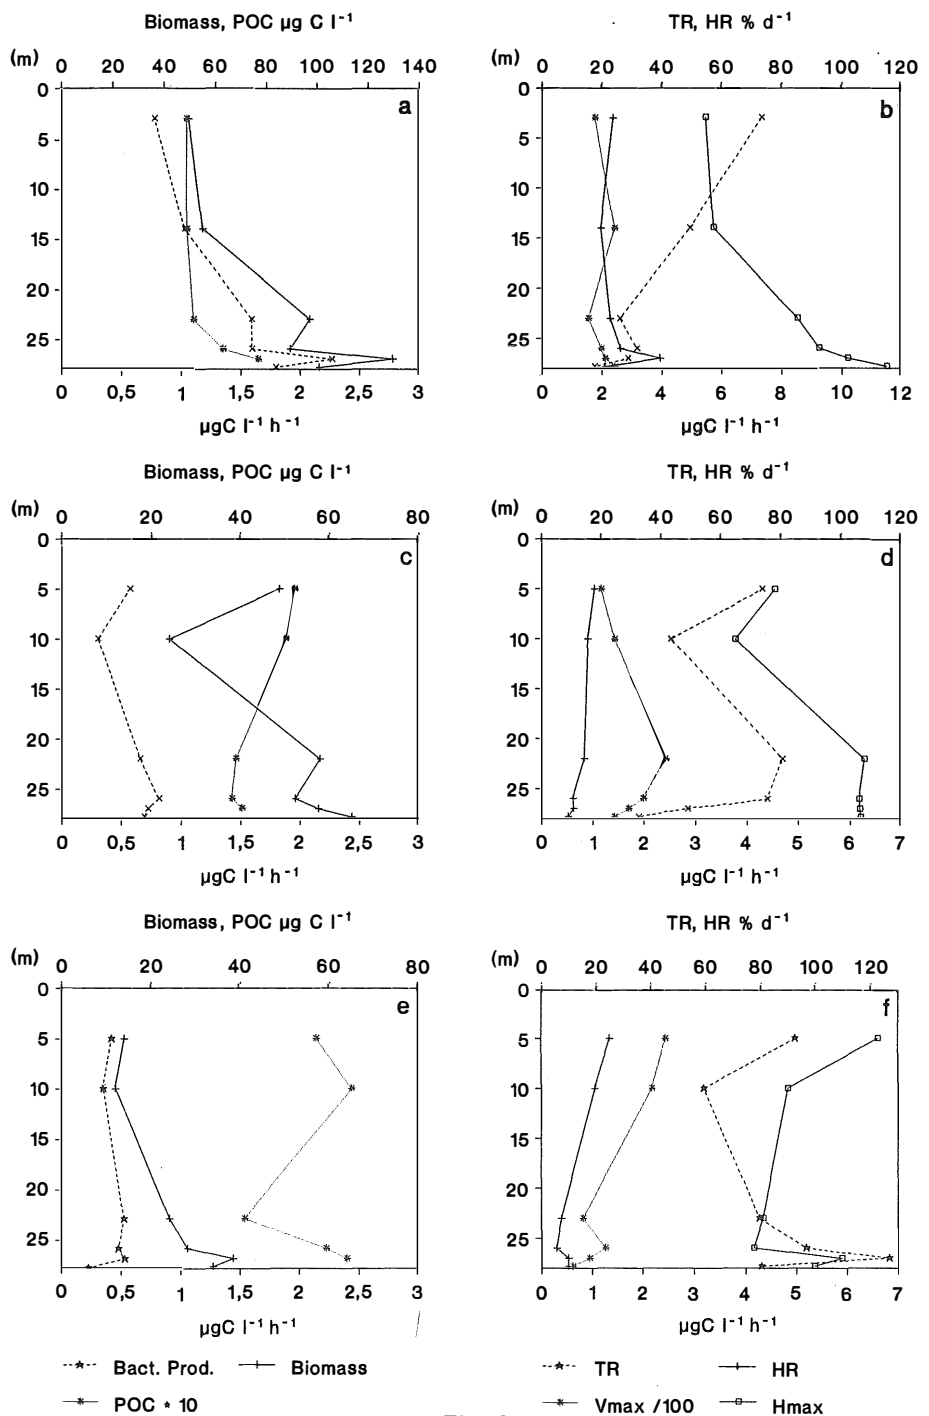 Biomass, POC µg C l⁻¹
(m) 0 20 40 60 80 100 120 140
0
a
5
10
15
20
25
0 0,5 1 1,5 2 2,5 3
µgC l⁻¹ h⁻¹
TR, HR % d⁻¹
(m) 0 20 40 60 80 100 120
0
b
5
10
15
20
25
0 2 4 6 8 10 12
µgC l⁻¹ h⁻¹
Biomass, POC µg C l⁻¹
(m) 0 20 40 60 80
0
c
5
10
15
20
25
0 0,5 1 1,5 2 2,5 3
µgC l⁻¹ h⁻¹
TR, HR % d⁻¹
(m) 0 20 40 60 80 100 120
0
d
5
10
15
20
25
0 1 2 3 4 5 6 7
µgC l⁻¹ h⁻¹
Biomass, POC µg C l⁻¹
(m) 0 20 40 60 80
0
e
5
10
15
20
25
0 0,5 1 1,5 2 2,5 3
µgC l⁻¹ h⁻¹
TR, HR % d⁻¹
(m) 0 20 40 60 80 100 120
0
f
5
10
15
20
25
0 1 2 3 4 5 6 7
µgC l⁻¹ h⁻¹
Bact. Prod. Biomass
POC * 10
TR HR
Vmax /100 Hmax